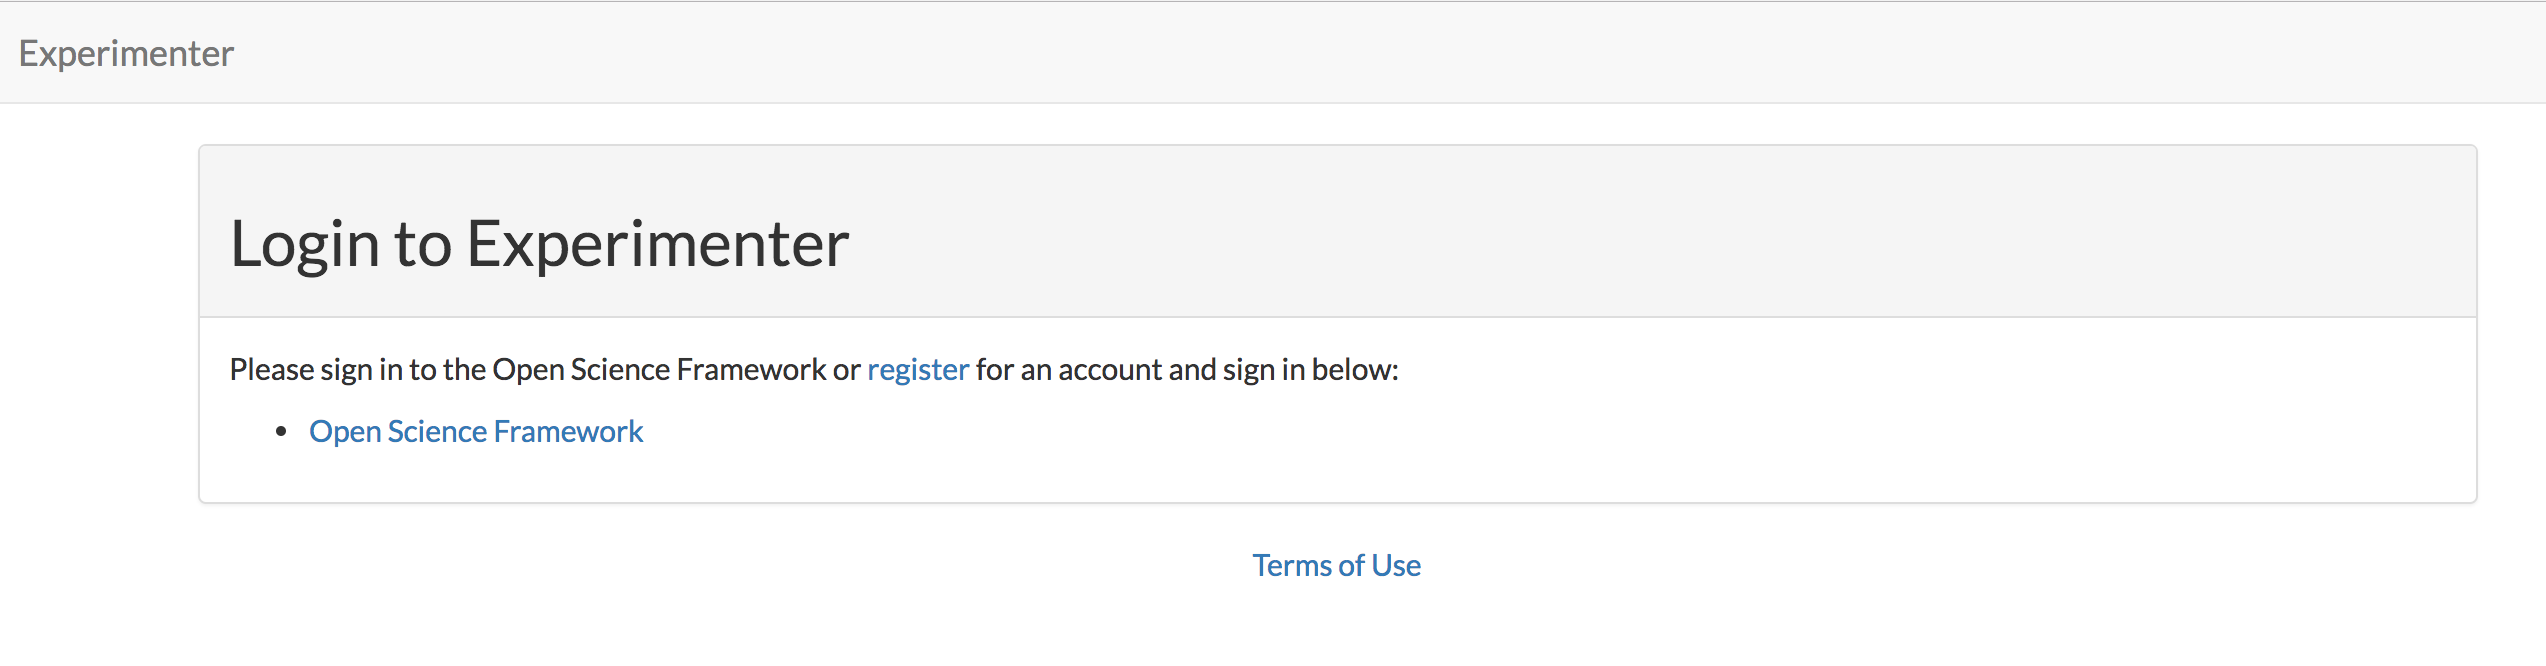 Experimenter
Login to Experimenter
Please sign in to the Open Science Framework or register for an account and sign in below:
• Open Science Framework
Terms of Use